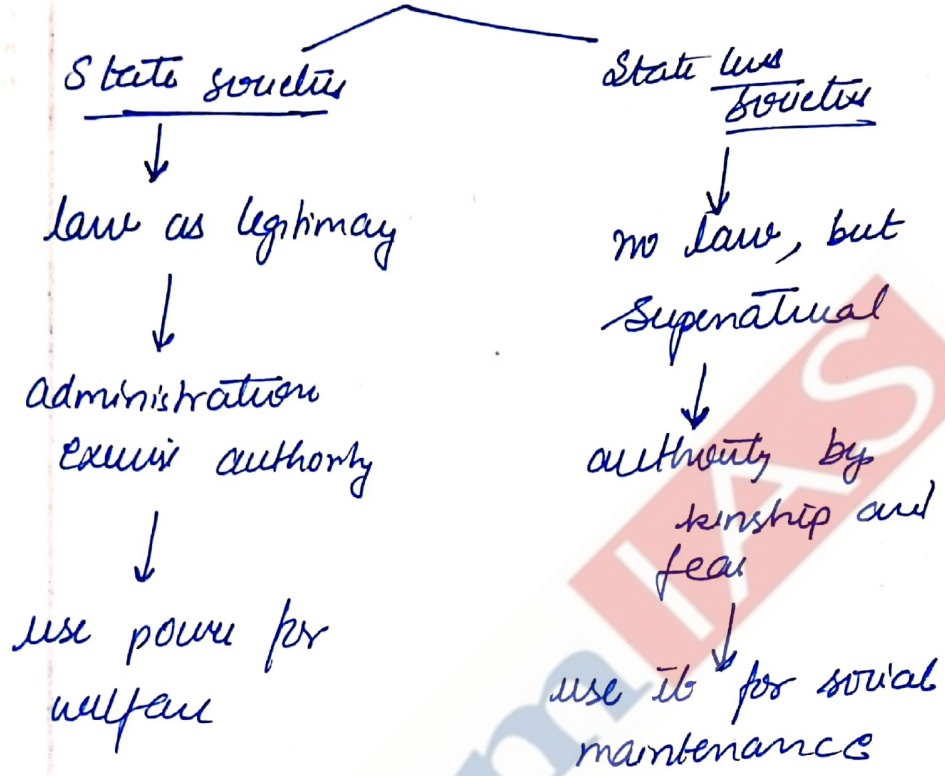 State societies
law as legitimacy
administration
exercise authority
use power for
welfare
State less
societies
no law, but
supernatural
authority by
kinship and
fear
use it for social
maintenance
mIAS